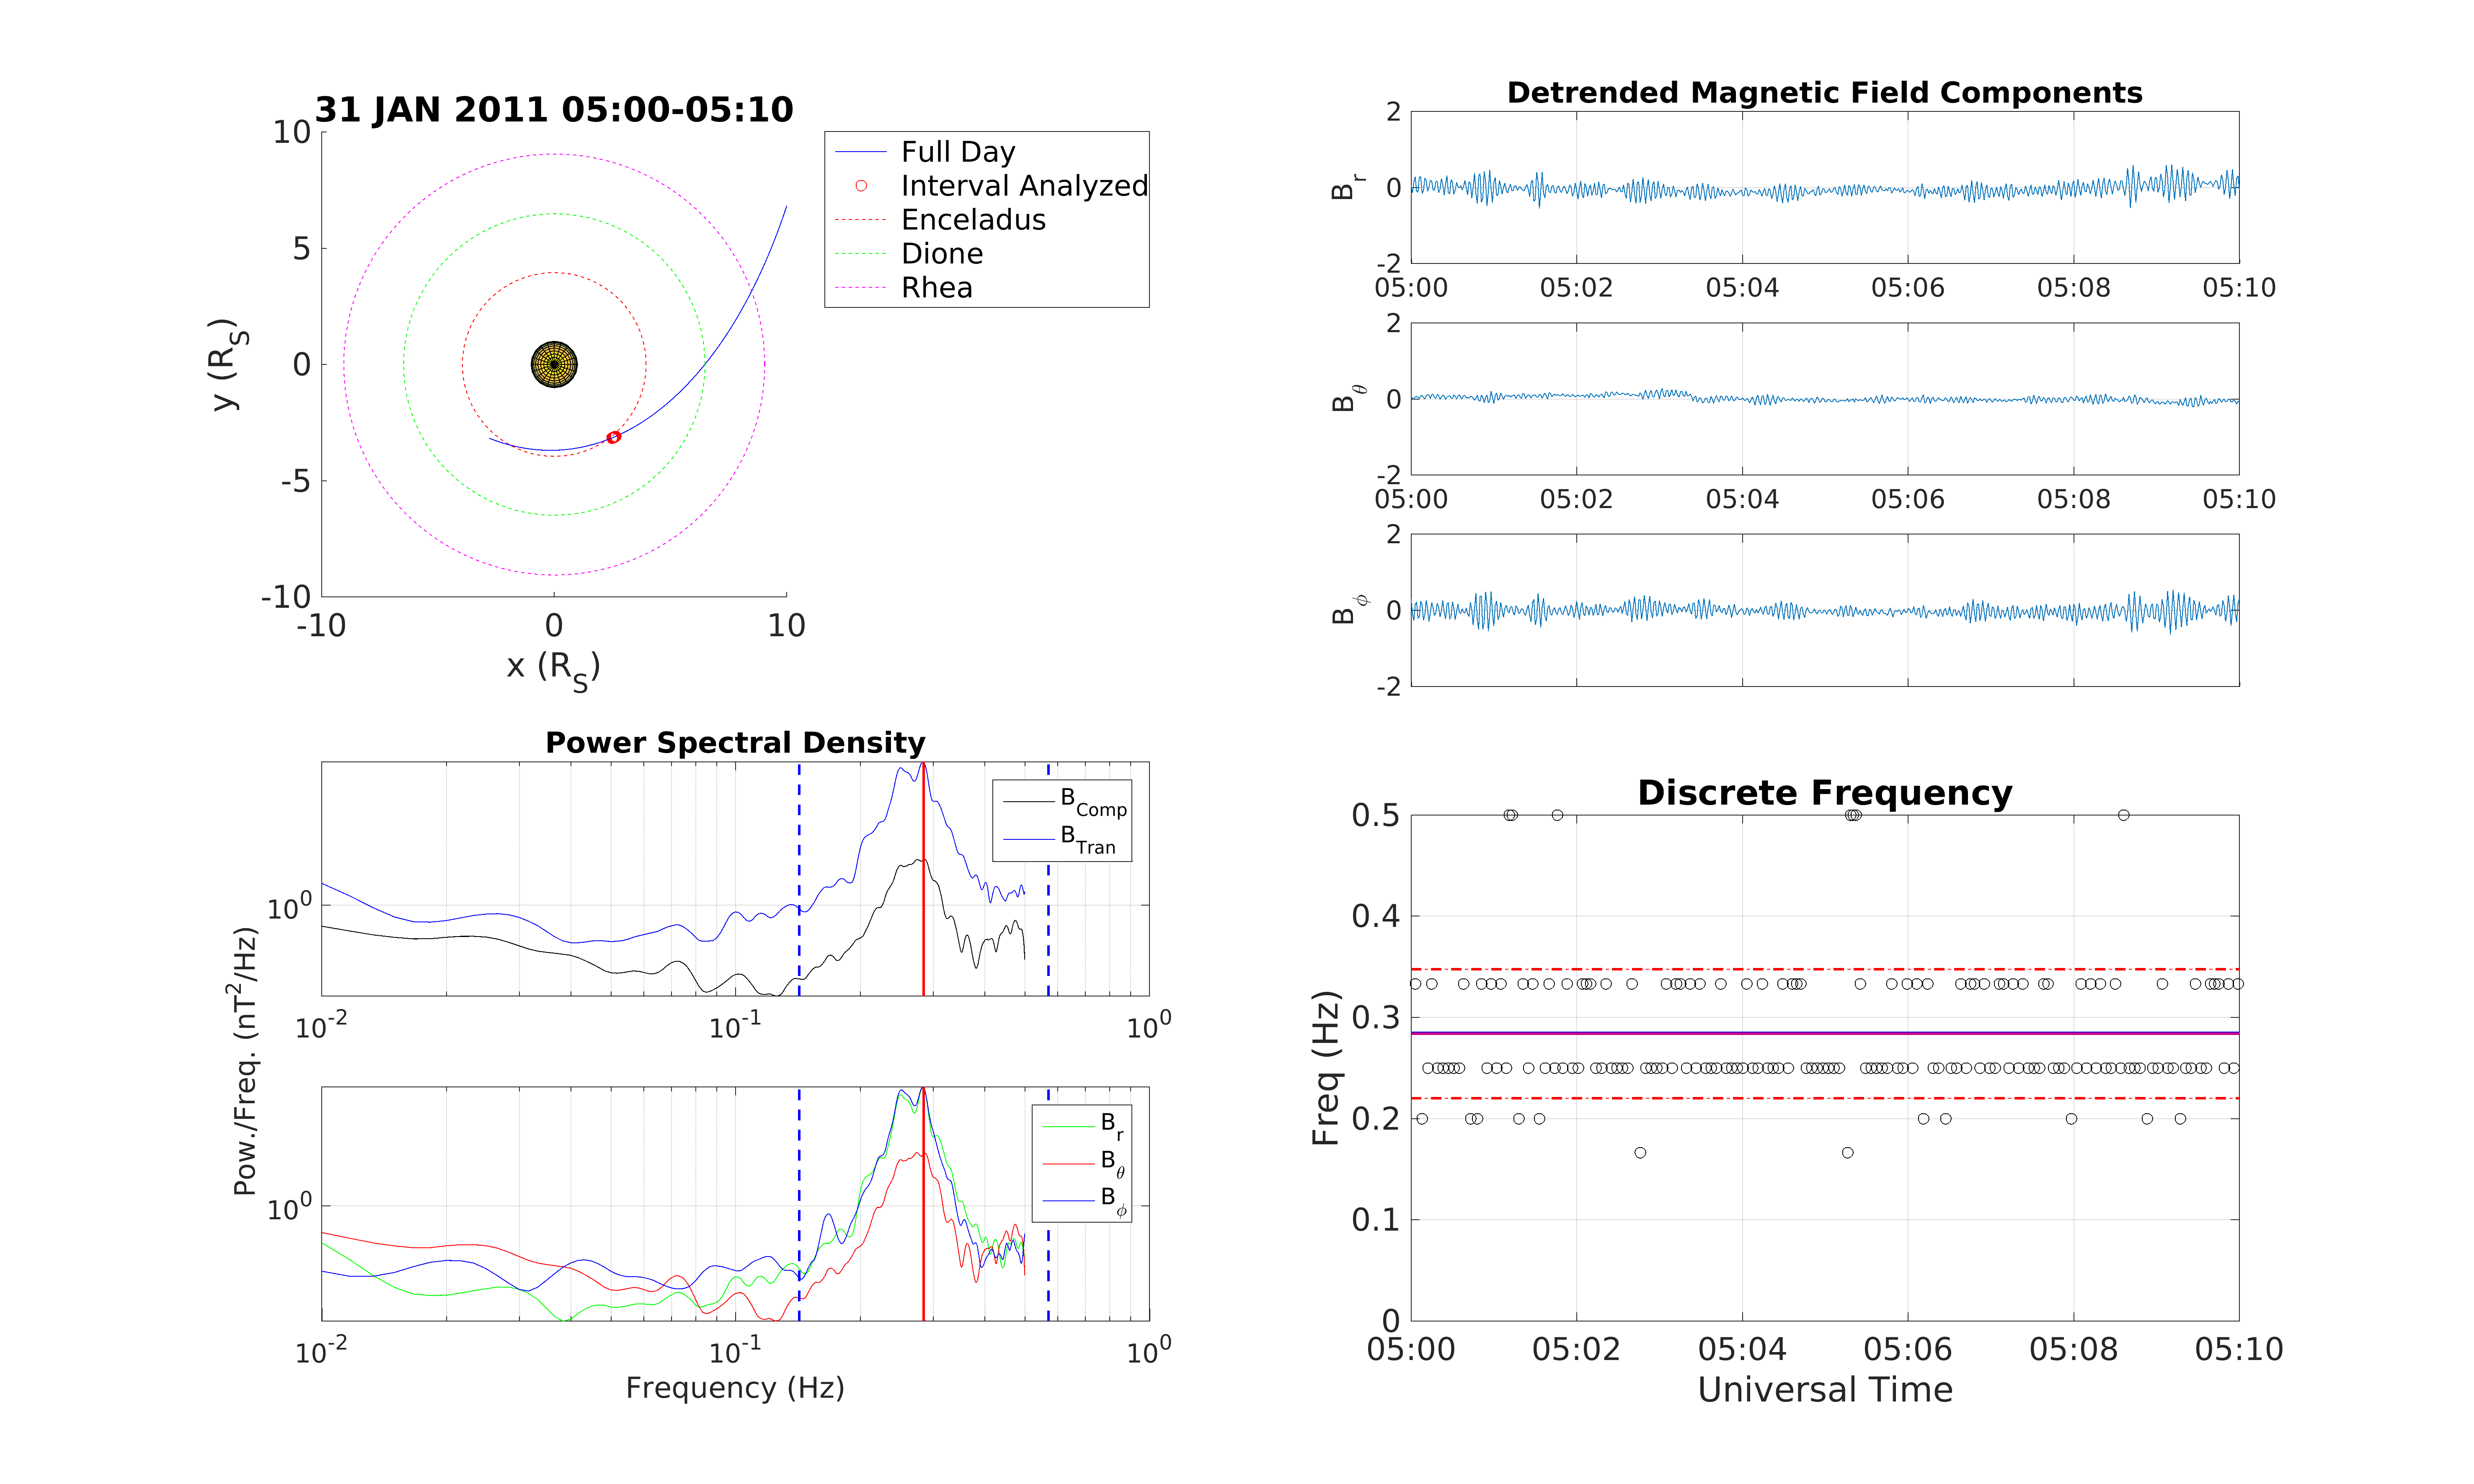 31 JAN 2011 05:00-05:10
10
5
0
-5
-10
-10 0 10
x (R_S)
y (R_S)
Full Day
Interval Analyzed
Enceladus
Dione
Rhea
Detrended Magnetic Field Components
2
0
-2
B_r
05:00 05:02 05:04 05:06 05:08 05:10
2
0
-2
B_θ
05:00 05:02 05:04 05:06 05:08 05:10
2
0
-2
B_ϕ
Power Spectral Density
B_Comp
B_Tran
10^0
10^-2 10^-1 10^0
Pow./Freq. (nT^2/Hz)
B_r
B_θ
B_ϕ
10^0
10^-2 10^-1 10^0
Frequency (Hz)
Discrete Frequency
0.5
0.4
0.3
0.2
0.1
0
Freq (Hz)
05:00 05:02 05:04 05:06 05:08 05:10
Universal Time